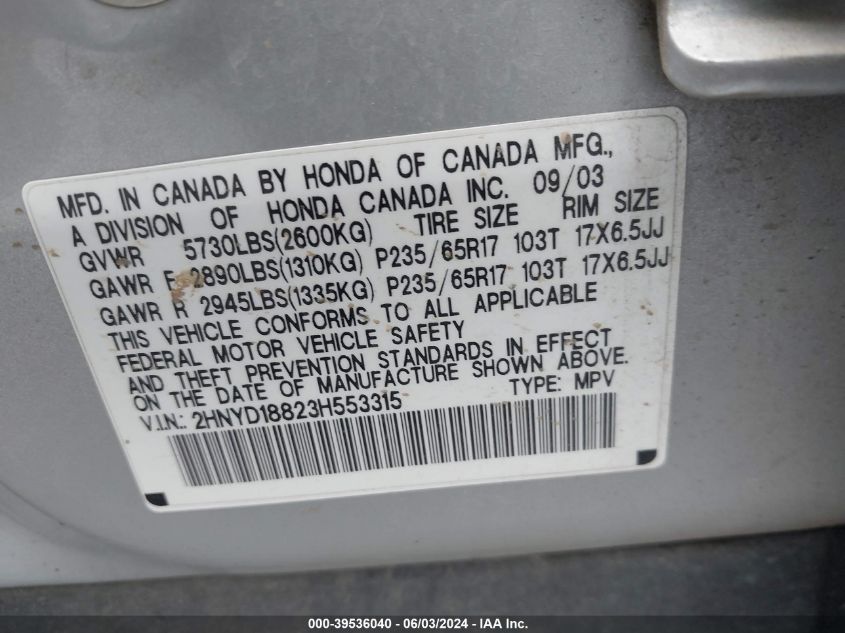 MFD. IN CANADA BY HONDA OF CANADA MFG.,
A DIVISION OF HONDA CANADA INC. 09/03
GVWR 5730LBS(2600KG) TIRE SIZE RIM SIZE
GAWR F 2890LBS(1310KG) P235/65R17 103T 17X6.5JJ
GAWR R 2945LBS(1335KG) P235/65R17 103T 17X6.5JJ
THIS VEHICLE CONFORMS TO ALL APPLICABLE
FEDERAL MOTOR VEHICLE SAFETY
AND THEFT PREVENTION STANDARDS IN EFFECT
ON THE DATE OF MANUFACTURE SHOWN ABOVE.
V.I.N.: 2HNYD18823H553315 TYPE: MPV
000-39536040 - 06/03/2024 - IAA Inc.